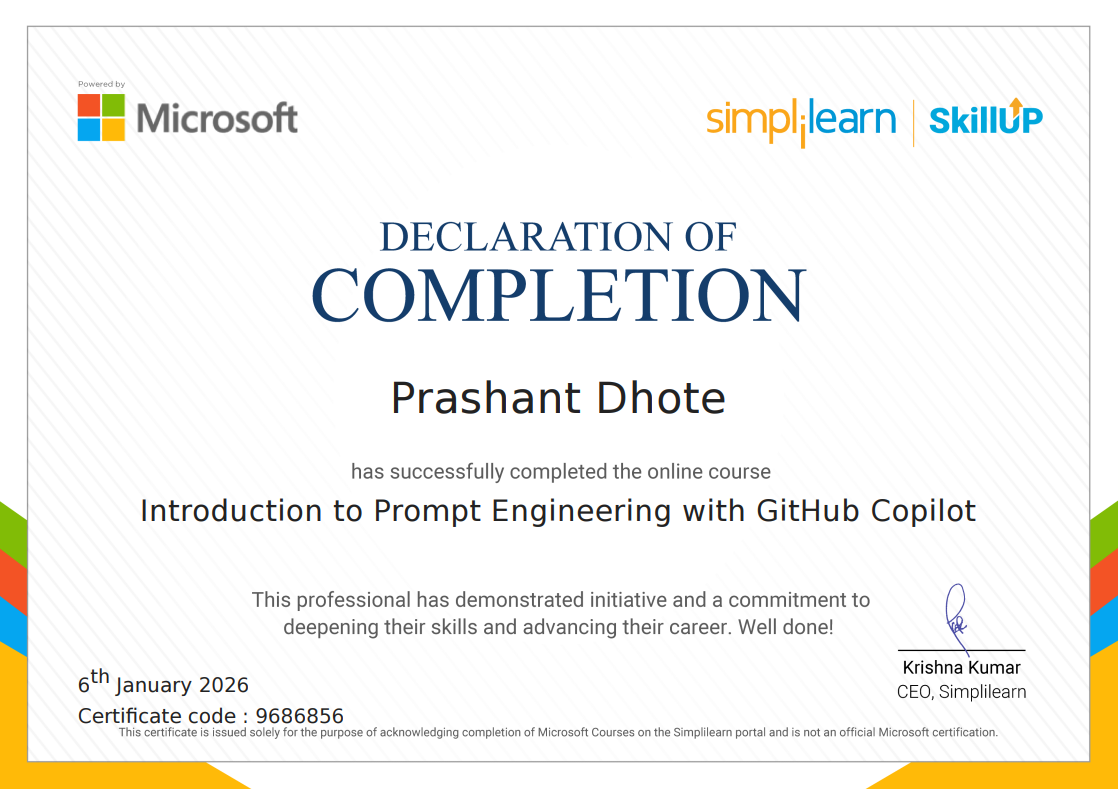 Powered by
Microsoft
simplilearn | SkillUP
DECLARATION OF
COMPLETION
Prashant Dhote
has successfully completed the online course
Introduction to Prompt Engineering with GitHub Copilot
This professional has demonstrated initiative and a commitment to
deepening their skills and advancing their career. Well done!
Krishna Kumar
CEO, Simplilearn
6th January 2026
Certificate code : 9686856
This certificate is issued solely for the purpose of acknowledging completion of Microsoft Courses on the Simplilearn portal and is not an official Microsoft certification.